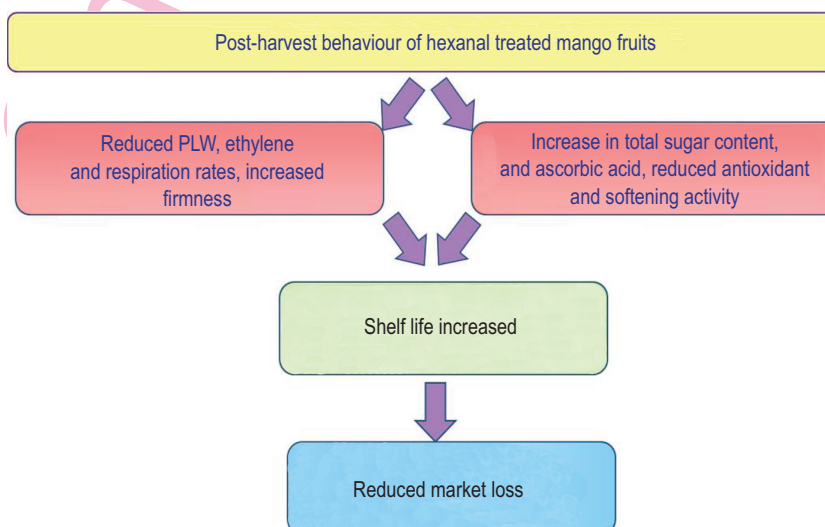 Post-harvest behaviour of hexanal treated mango fruits
Reduced PLW, ethylene
and respiration rates, increased
firmness
Increase in total sugar content,
and ascorbic acid, reduced antioxidant
and softening activity
Shelf life increased
Reduced market loss